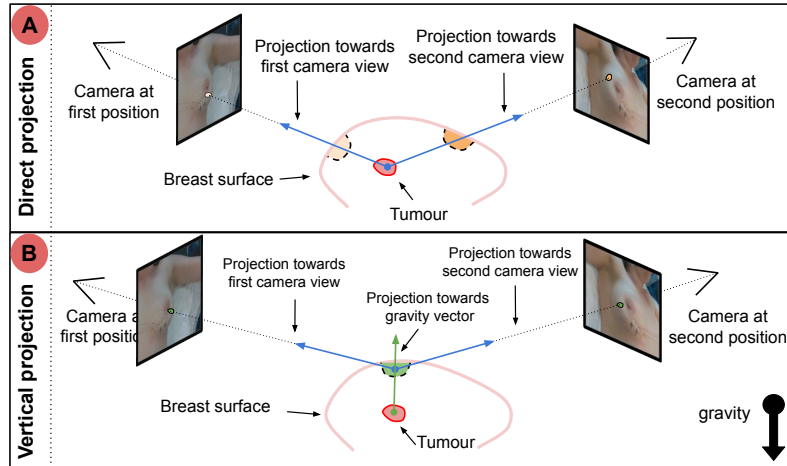 A
Direct projection
Camera at
first position
Projection towards
first camera view
Projection towards
second camera view
Camera at
second position
Breast surface
Tumour
B
Vertical projection
Camera a
first position
Projection towards
first camera view
Projection towards
gravity vector
Projection towards
second camera view
Camera at
second position
Breast surface
Tumour
gravity